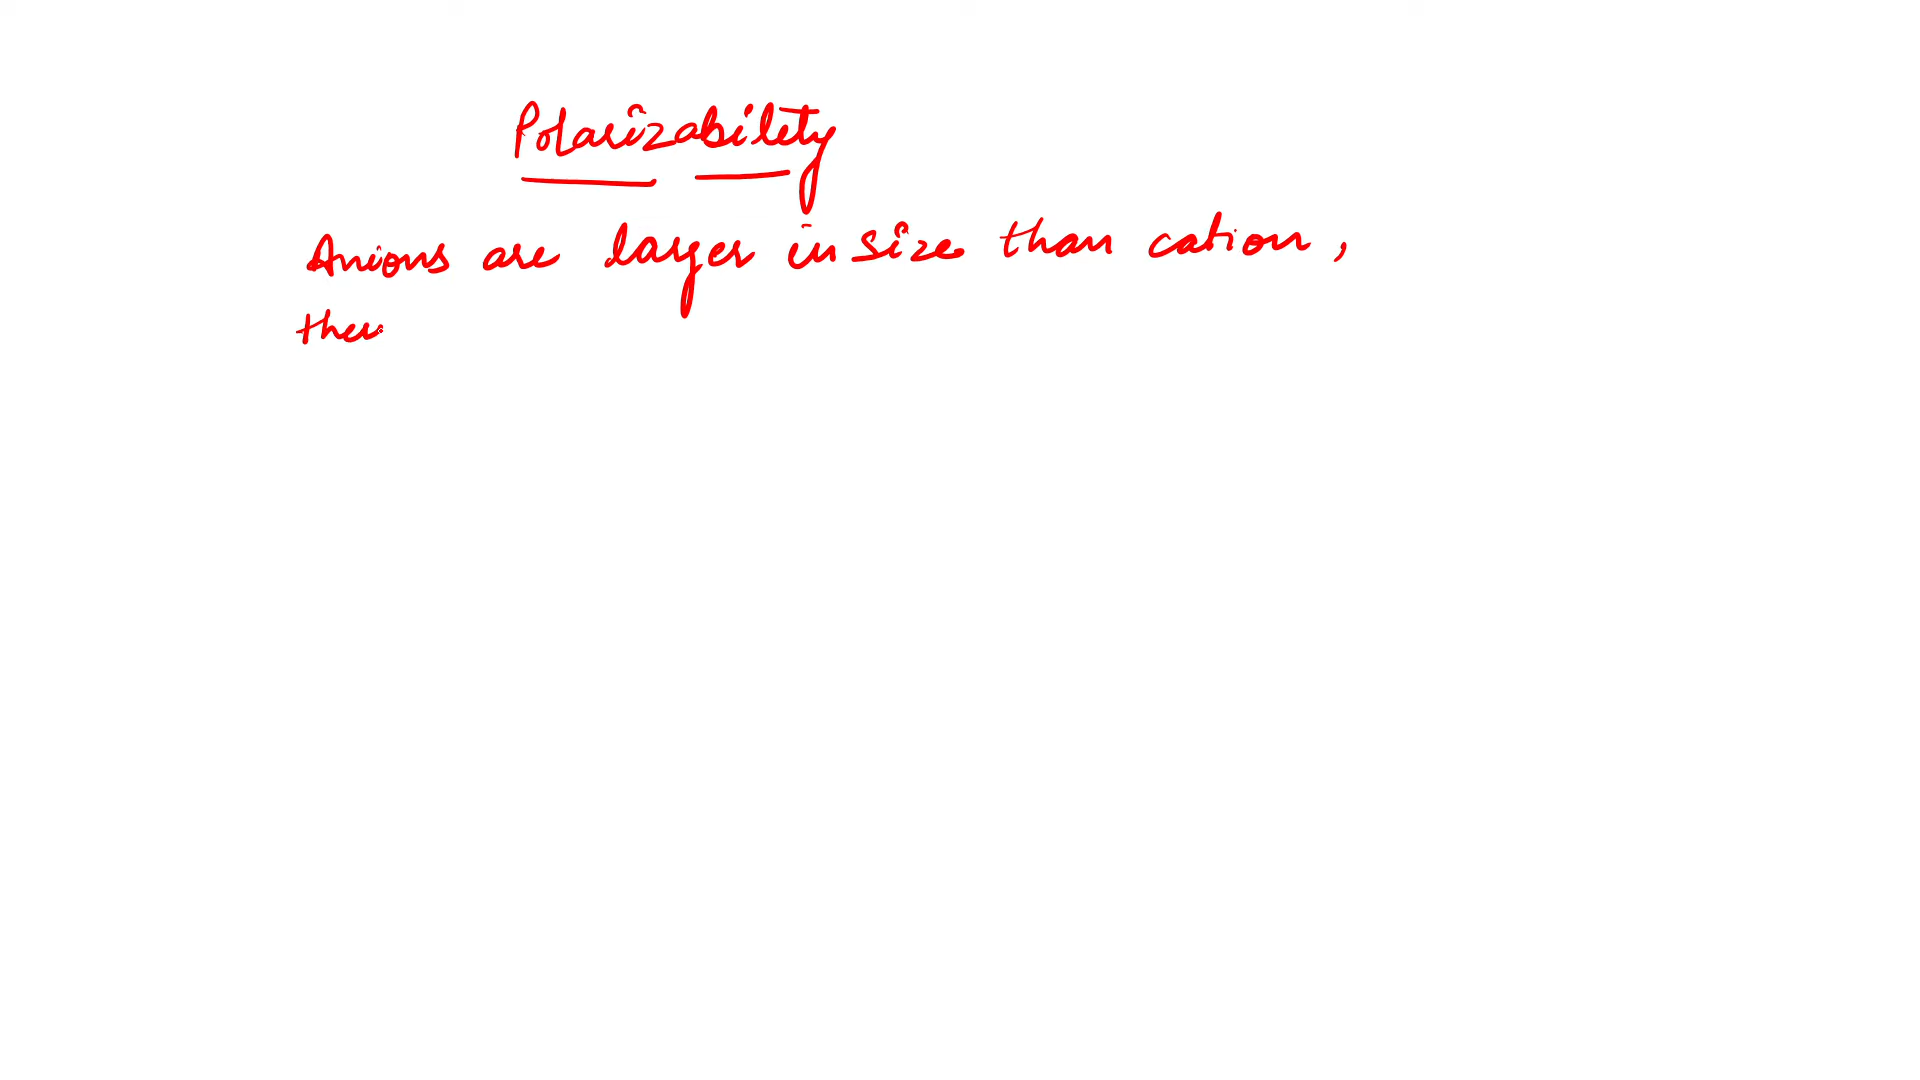 Polarizability
Anions are larger in size than cation,
ther